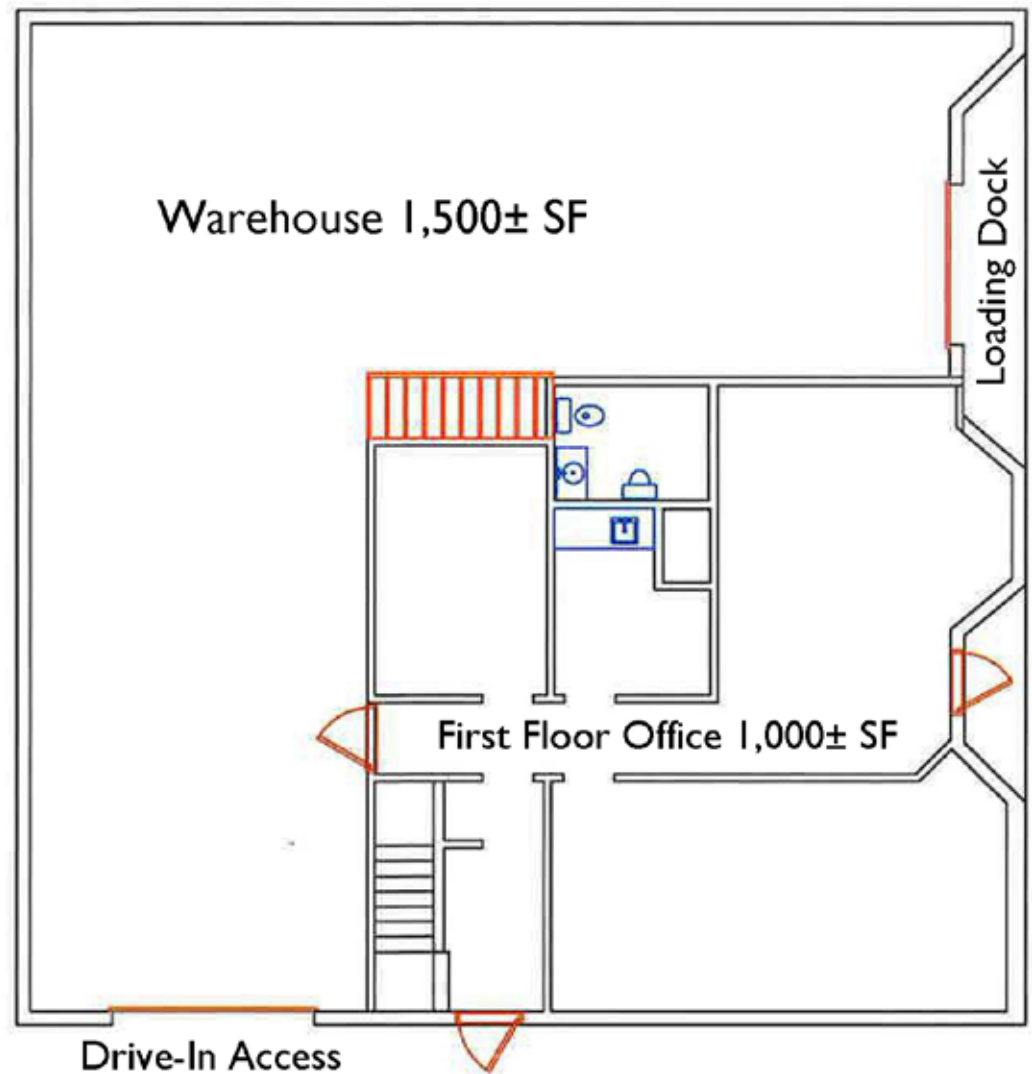 Warehouse 1,500± SF
Loading Dock
First Floor Office 1,000± SF
Drive-In Access